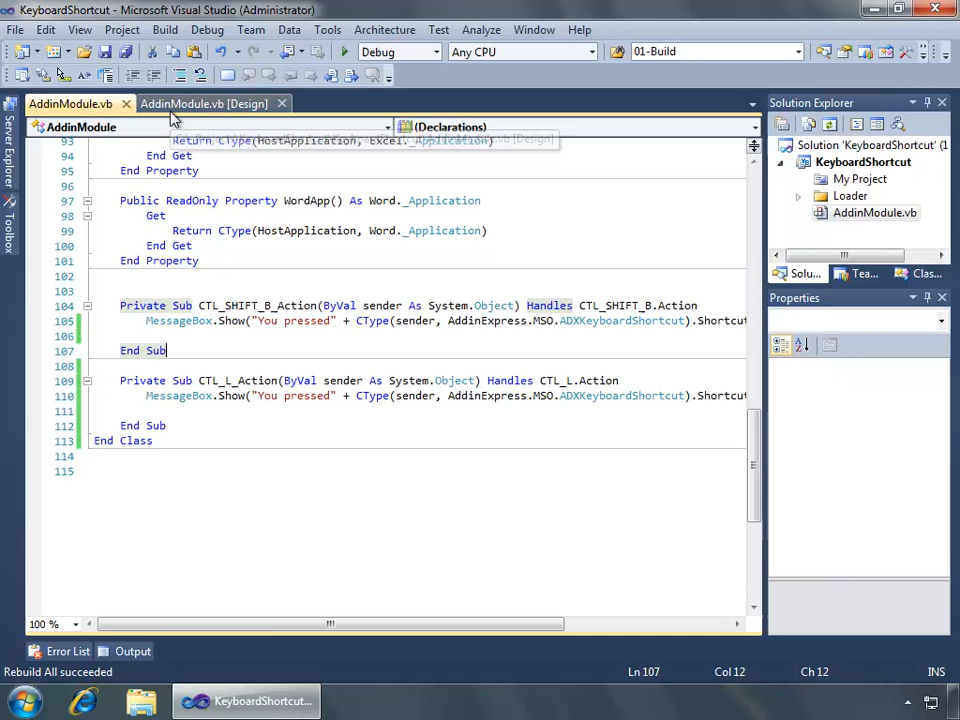 KeyboardShortcut - Microsoft Visual Studio (Administrator)
File Edit View Project Build Debug Team Data Tools Architecture Test Analyze Window Help
Debug Any CPU 01-Build
AddinModule.vb AddinModule.vb [Design]
AddinModule (Declarations)
93 Return CType(HostApplication, Excel._Application)
94 End Get
95 End Property
96
97 Public ReadOnly Property WordApp() As Word._Application
98 Get
99 Return CType(HostApplication, Word._Application)
100 End Get
101 End Property
102
103
104 Private Sub CTL_SHIFT_B_Action(ByVal sender As System.Object) Handles CTL_SHIFT_B.Action
105 MessageBox.Show("You pressed" + CType(sender, AddinExpress.MSO.ADXKeyboardShortcut).Shortcut
106
107 End Sub
108
109 Private Sub CTL_L_Action(ByVal sender As System.Object) Handles CTL_L.Action
110 MessageBox.Show("You pressed" + CType(sender, AddinExpress.MSO.ADXKeyboardShortcut).Shortcut
111
112 End Sub
113 End Class
114
115
100 %
Server Explorer
Toolbox
Solution Explorer
Solution 'KeyboardShortcut' (1
KeyboardShortcut
My Project
Loader
AddinModule.vb
Solu... Tea... Clas...
Properties
Error List Output
Rebuild All succeeded Ln 107 Col 12 Ch 12 INS
KeyboardShortcut...